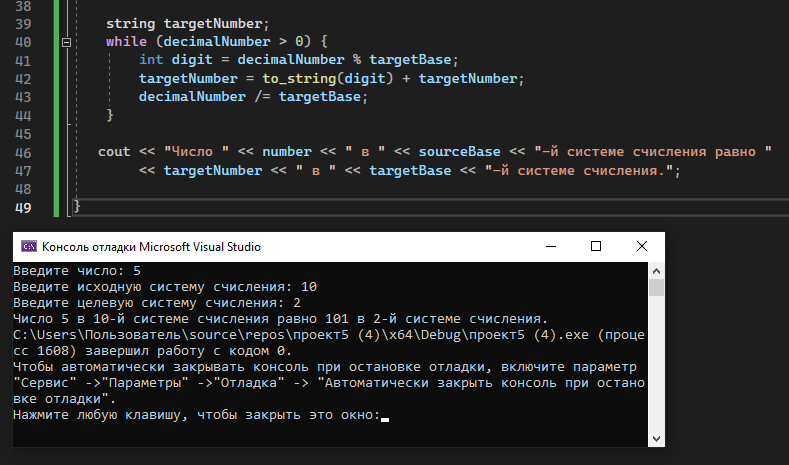 38
39 string targetNumber;
40 while (decimalNumber > 0) {
41 int digit = decimalNumber % targetBase;
42 targetNumber = to_string(digit) + targetNumber;
43 decimalNumber /= targetBase;
44 }
45
46 cout << "Число " << number << " в " << sourceBase << "-й системе счисления равно "
47 << targetNumber << " в " << targetBase << "-й системе счисления.";
48
49 }
Консоль отладки Microsoft Visual Studio
Введите число: 5
Введите исходную систему счисления: 10
Введите целевую систему счисления: 2
Число 5 в 10-й системе счисления равно 101 в 2-й системе счисления.
C:\Users\Пользователь\source\repos\проект5 (4)\x64\Debug\проект5 (4).exe (проце
сс 1608) завершил работу с кодом 0.
Чтобы автоматически закрывать консоль при остановке отладки, включите параметр
"Сервис" ->"Параметры" ->"Отладка" -> "Автоматически закрыть консоль при остано
вке отладки".
Нажмите любую клавишу, чтобы закрыть это окно: